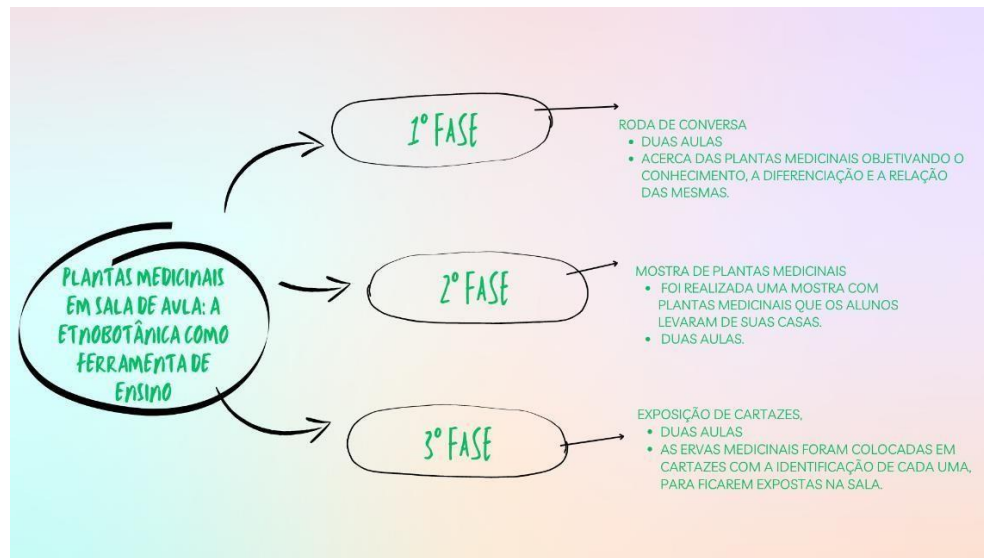 PLANTAS MEDICINAIS
EM SALA DE AULA: A
ETNOBOTÂNICA COMO
FERRAMENTA DE
ENSINO
1º FASE
RODA DE CONVERSA
• DUAS AULAS
• ACERCA DAS PLANTAS MEDICINAIS OBJETIVANDO O
CONHECIMENTO, A DIFERENCIAÇÃO E A RELAÇÃO
DAS MESMAS.
2º FASE
MOSTRA DE PLANTAS MEDICINAIS
• FOI REALIZADA UMA MOSTRA COM
PLANTAS MEDICINAIS QUE OS ALUNOS
LEVARAM DE SUAS CASAS.
• DUAS AULAS.
3º FASE
EXPOSIÇÃO DE CARTAZES,
• DUAS AULAS
• AS ERVAS MEDICINAIS FORAM COLOCADAS EM
CARTAZES COM A IDENTIFICAÇÃO DE CADA UMA,
PARA FICAREM EXPOSTAS NA SALA.